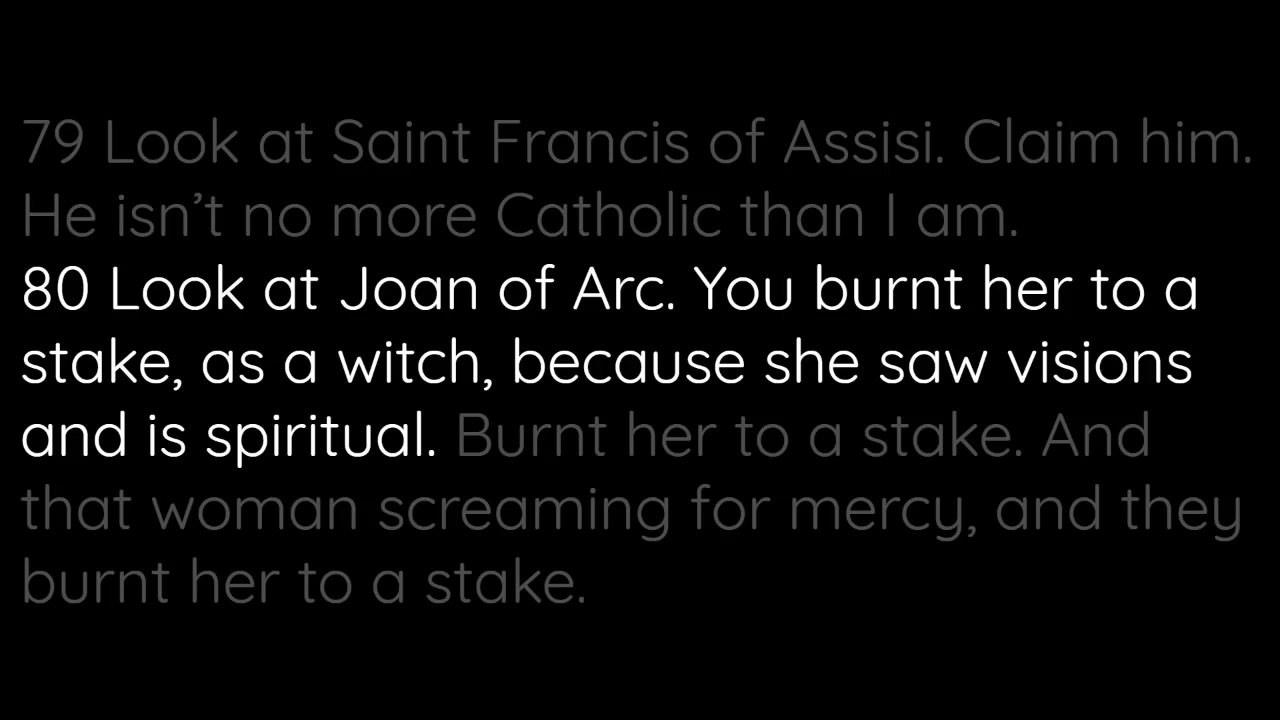 79 Look at Saint Francis of Assisi. Claim him.
He isn’t no more Catholic than I am.
80 Look at Joan of Arc. You burnt her to a
stake, as a witch, because she saw visions
and is spiritual. Burnt her to a stake. And
that woman screaming for mercy, and they
burnt her to a stake.